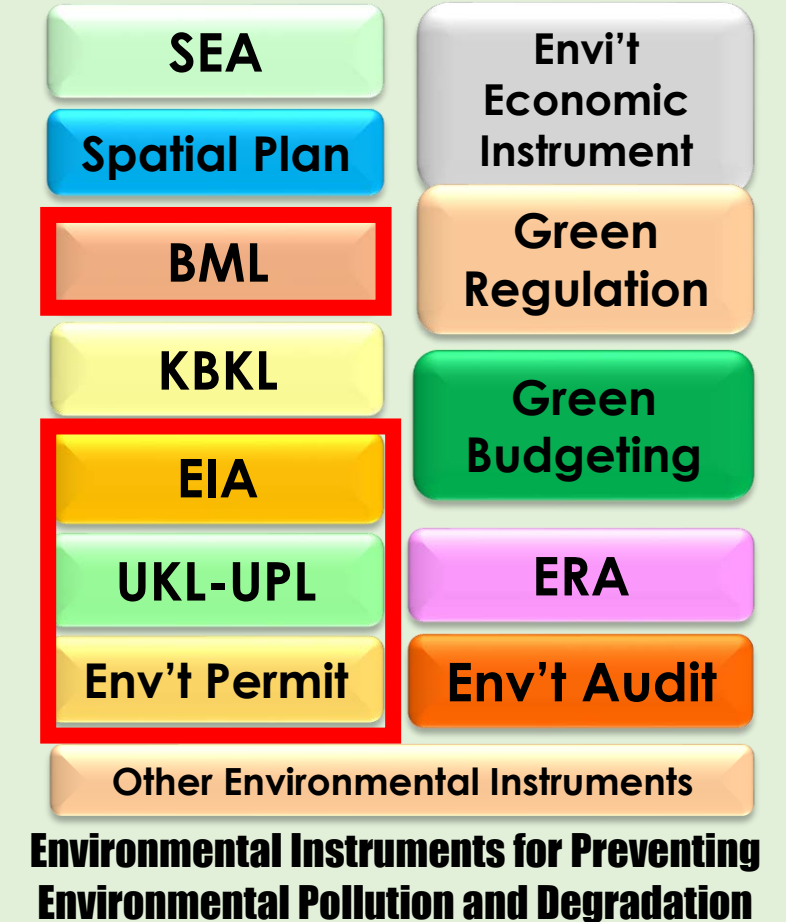 SEA
Spatial Plan
BML
KBKL
EIA
UKL-UPL
Env’t Permit
Envi’t
Economic
Instrument
Green
Regulation
Green
Budgeting
ERA
Env’t Audit
Other Environmental Instruments
Environmental Instruments for Preventing
Environmental Pollution and Degradation